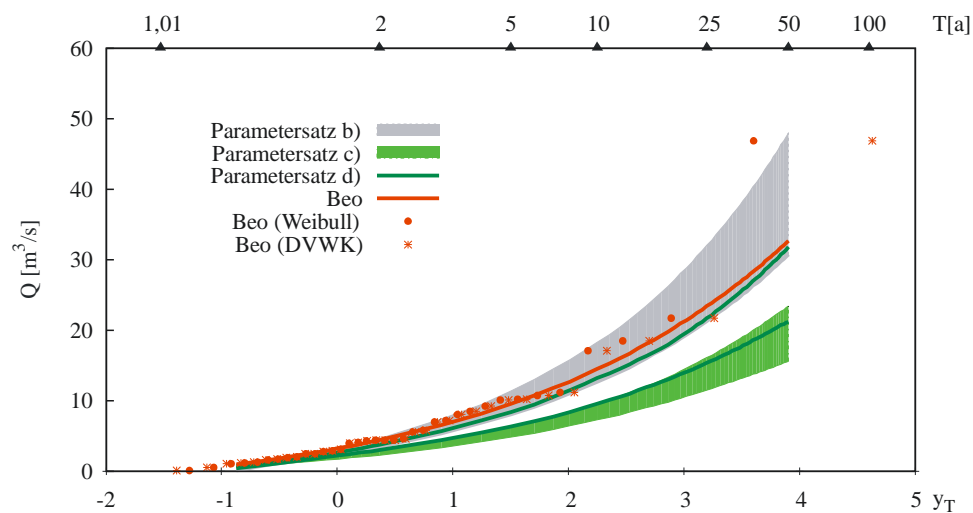 1,01 2 5 10 25 50 100 T[a]
60
50
40
30
20
10
0
Q [m³/s]
Parametersatz b)
Parametersatz c)
Parametersatz d)
Beo
Beo (Weibull)
Beo (DVWK)
-2 -1 0 1 2 3 4 5 y_T